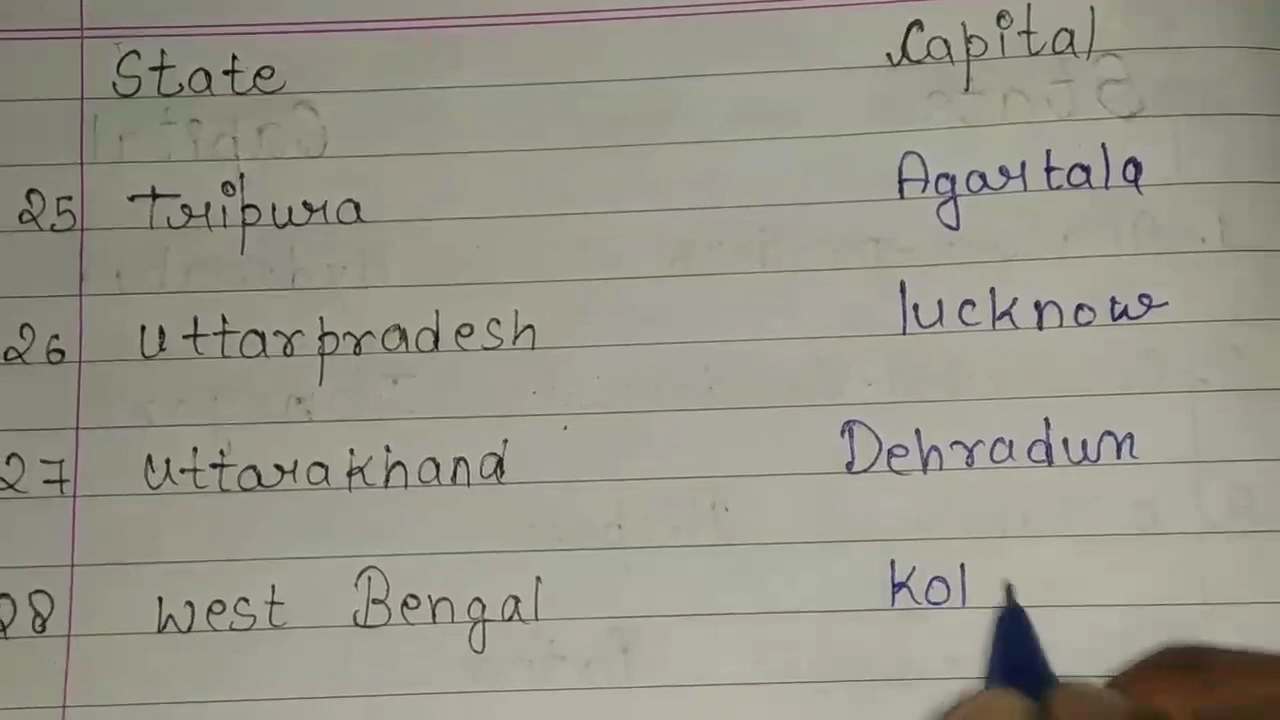 State Capital
25 Tripura Agartala
26 Uttarpradesh lucknow
27 Uttarakhand Dehradun
28 West Bengal Kol